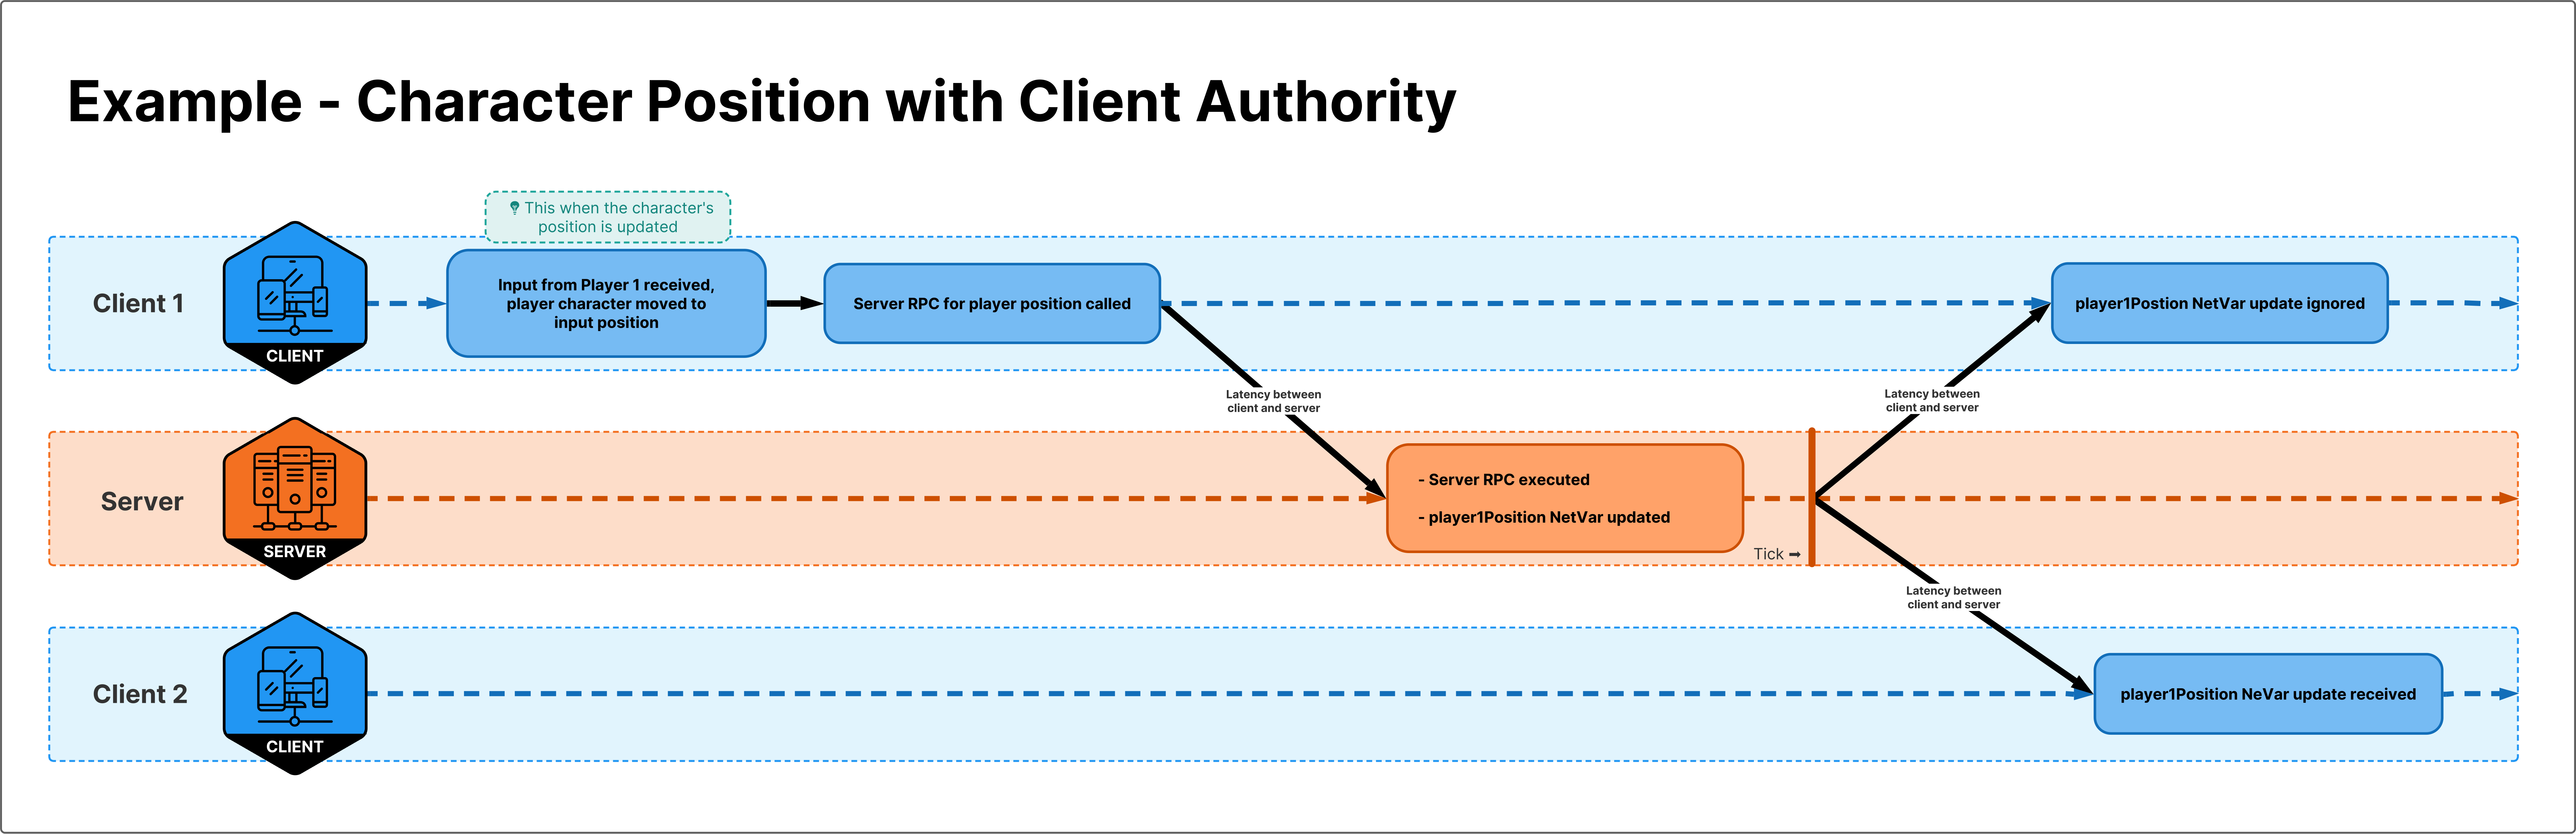 Example - Character Position with Client Authority
This when the character's
position is updated
Client 1
CLIENT
Input from Player 1 received,
player character moved to
input position
Server RPC for player position called
player1Postion NetVar update ignored
Latency between
client and server
Latency between
client and server
Server
SERVER
- Server RPC executed
- player1Position NetVar updated
Tick ➡
Latency between
client and server
Client 2
CLIENT
player1Position NeVar update received